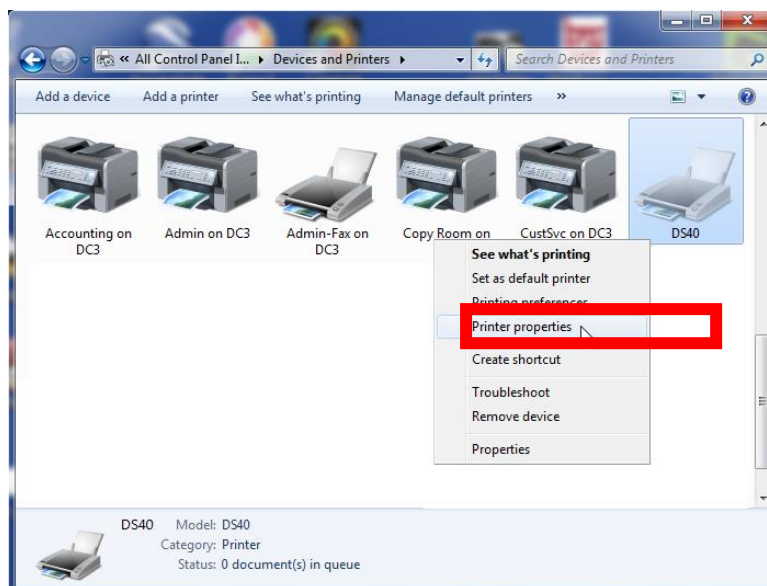 « All Control Panel I... ▸ Devices and Printers ▸
Search Devices and Printers
Add a device Add a printer See what's printing Manage default printers »
Accounting on DC3
Admin on DC3
Admin-Fax on DC3
Copy Room on
CustSvc on DC3
DS40
See what's printing
Set as default printer
Printing preferences
Printer properties
Create shortcut
Troubleshoot
Remove device
Properties
DS40 Model: DS40
Category: Printer
Status: 0 document(s) in queue